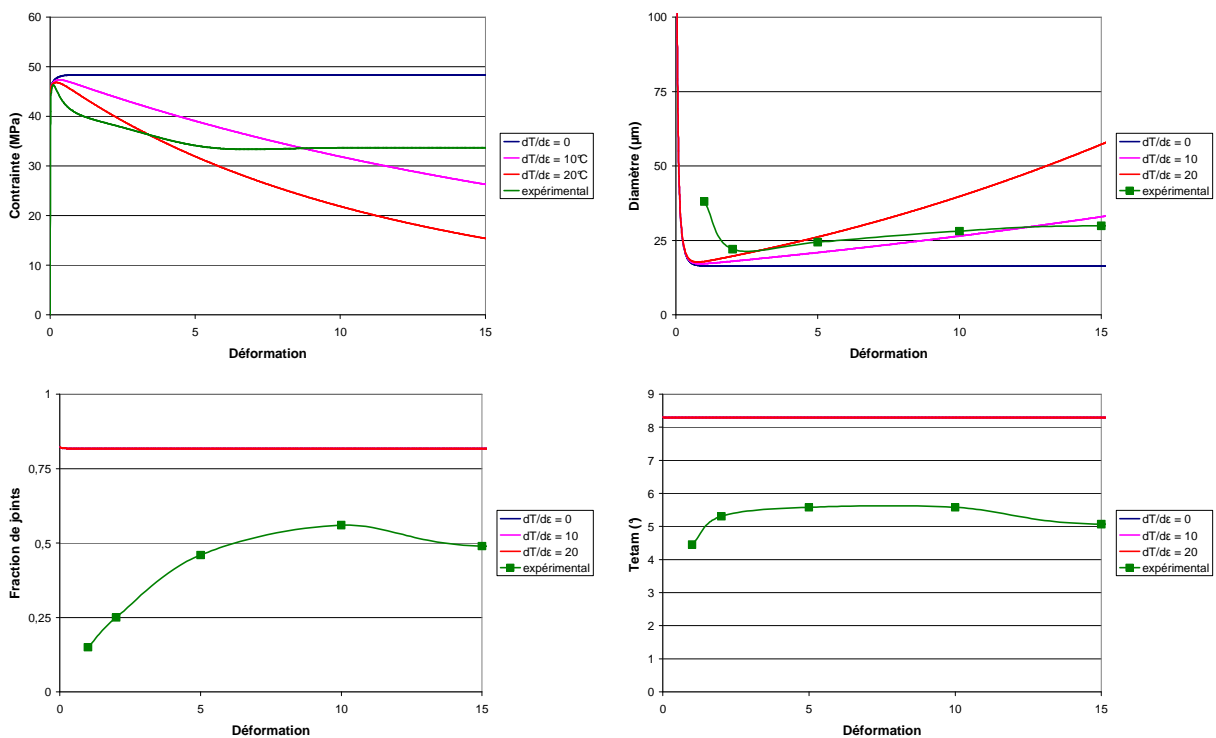 60
50
40
30
20
10
0
0
5
10
15
Contrainte (MPa)
Déformation
dT/dε = 0
dT/dε = 10°C
dT/dε = 20°C
expérimental
100
75
50
25
0
0
5
10
15
Diamètre (µm)
Déformation
dT/dε = 0
dT/dε = 10
dT/dε = 20
expérimental
1
0,75
0,5
0,25
0
0
5
10
15
Fraction de joints
Déformation
dT/dε = 0
dT/dε = 10
dT/dε = 20
expérimental
9
8
7
6
5
4
3
2
1
0
0
5
10
15
Tetam (°)
Déformation
dT/dε = 0
dT/dε = 10
dT/dε = 20
expérimental